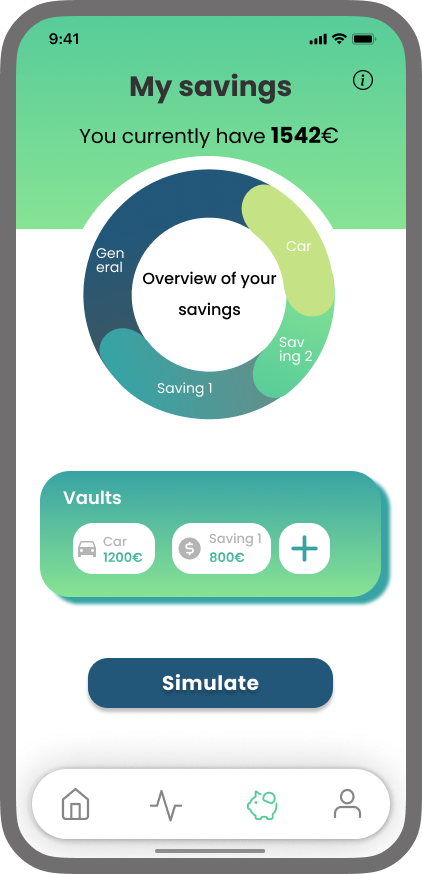 9:41
My savings
You currently have 1542€
Car
Gen
eral
Overview of your
savings
Sav
ing 2
Saving 1
Vaults
Car
1200€
Saving 1
800€
Simulate